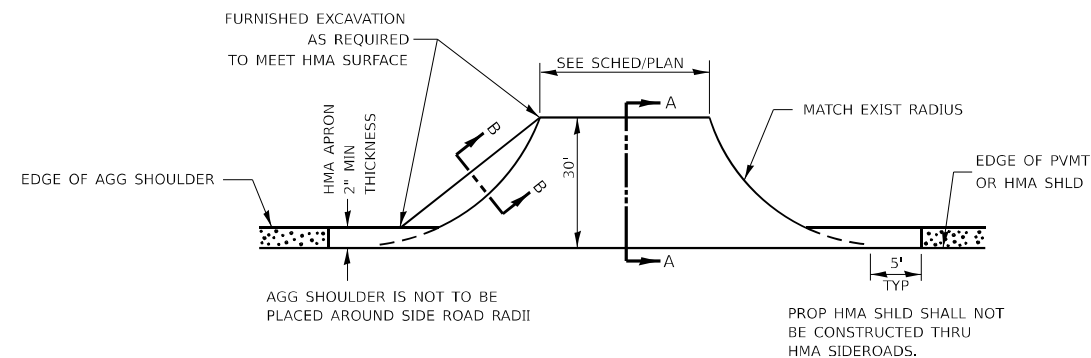 FURNISHED EXCAVATION
AS REQUIRED
TO MEET HMA SURFACE
SEE SCHED/PLAN
A
MATCH EXIST RADIUS
HMA APRON
2" MIN
THICKNESS
B
B
30'
EDGE OF AGG SHOULDER
EDGE OF PVMT
OR HMA SHLD
A
5'
TYP
AGG SHOULDER IS NOT TO BE
PLACED AROUND SIDE ROAD RADII
PROP HMA SHLD SHALL NOT
BE CONSTRUCTED THRU
HMA SIDEROADS.